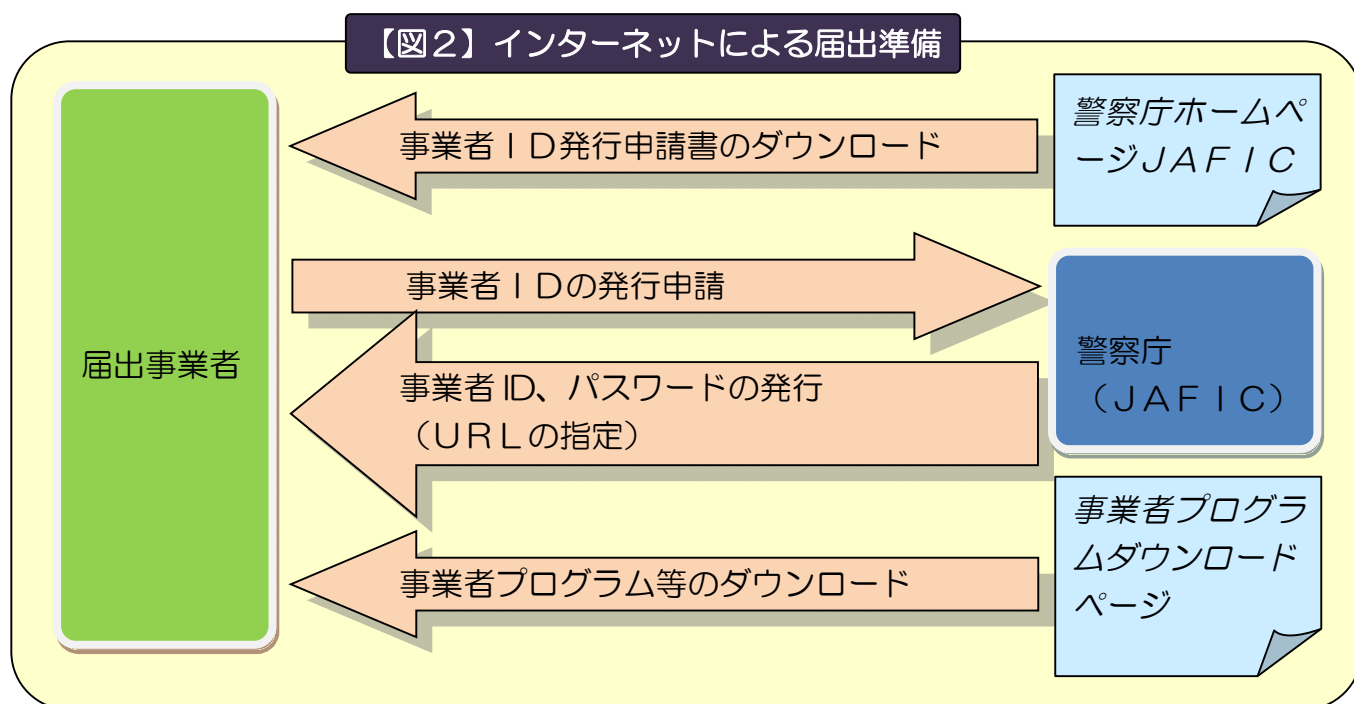 【図２】インターネットによる届出準備
事業者ＩＤ発行申請書のダウンロード
警察庁ホームペ
ージＪＡＦＩＣ
事業者ＩＤの発行申請
届出事業者
警察庁
（ＪＡＦＩＣ）
事業者 ID、パスワードの発行
（ＵＲＬの指定）
事業者プログラム等のダウンロード
事業者プログラ
ムダウンロード
ページ